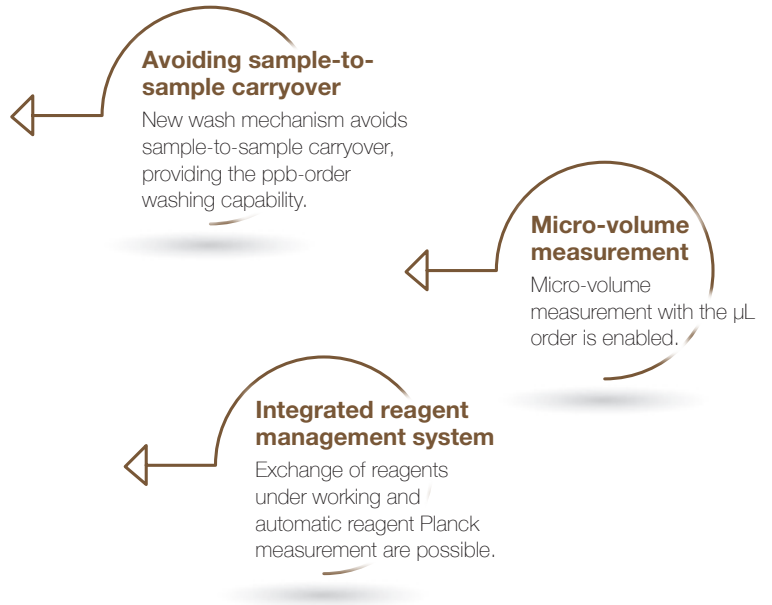 Avoiding sample-to-
sample carryover
New wash mechanism avoids
sample-to-sample carryover,
providing the ppb-order
washing capability.
Micro-volume
measurement
Micro-volume
measurement with the µL
order is enabled.
Integrated reagent
management system
Exchange of reagents
under working and
automatic reagent Planck
measurement are possible.